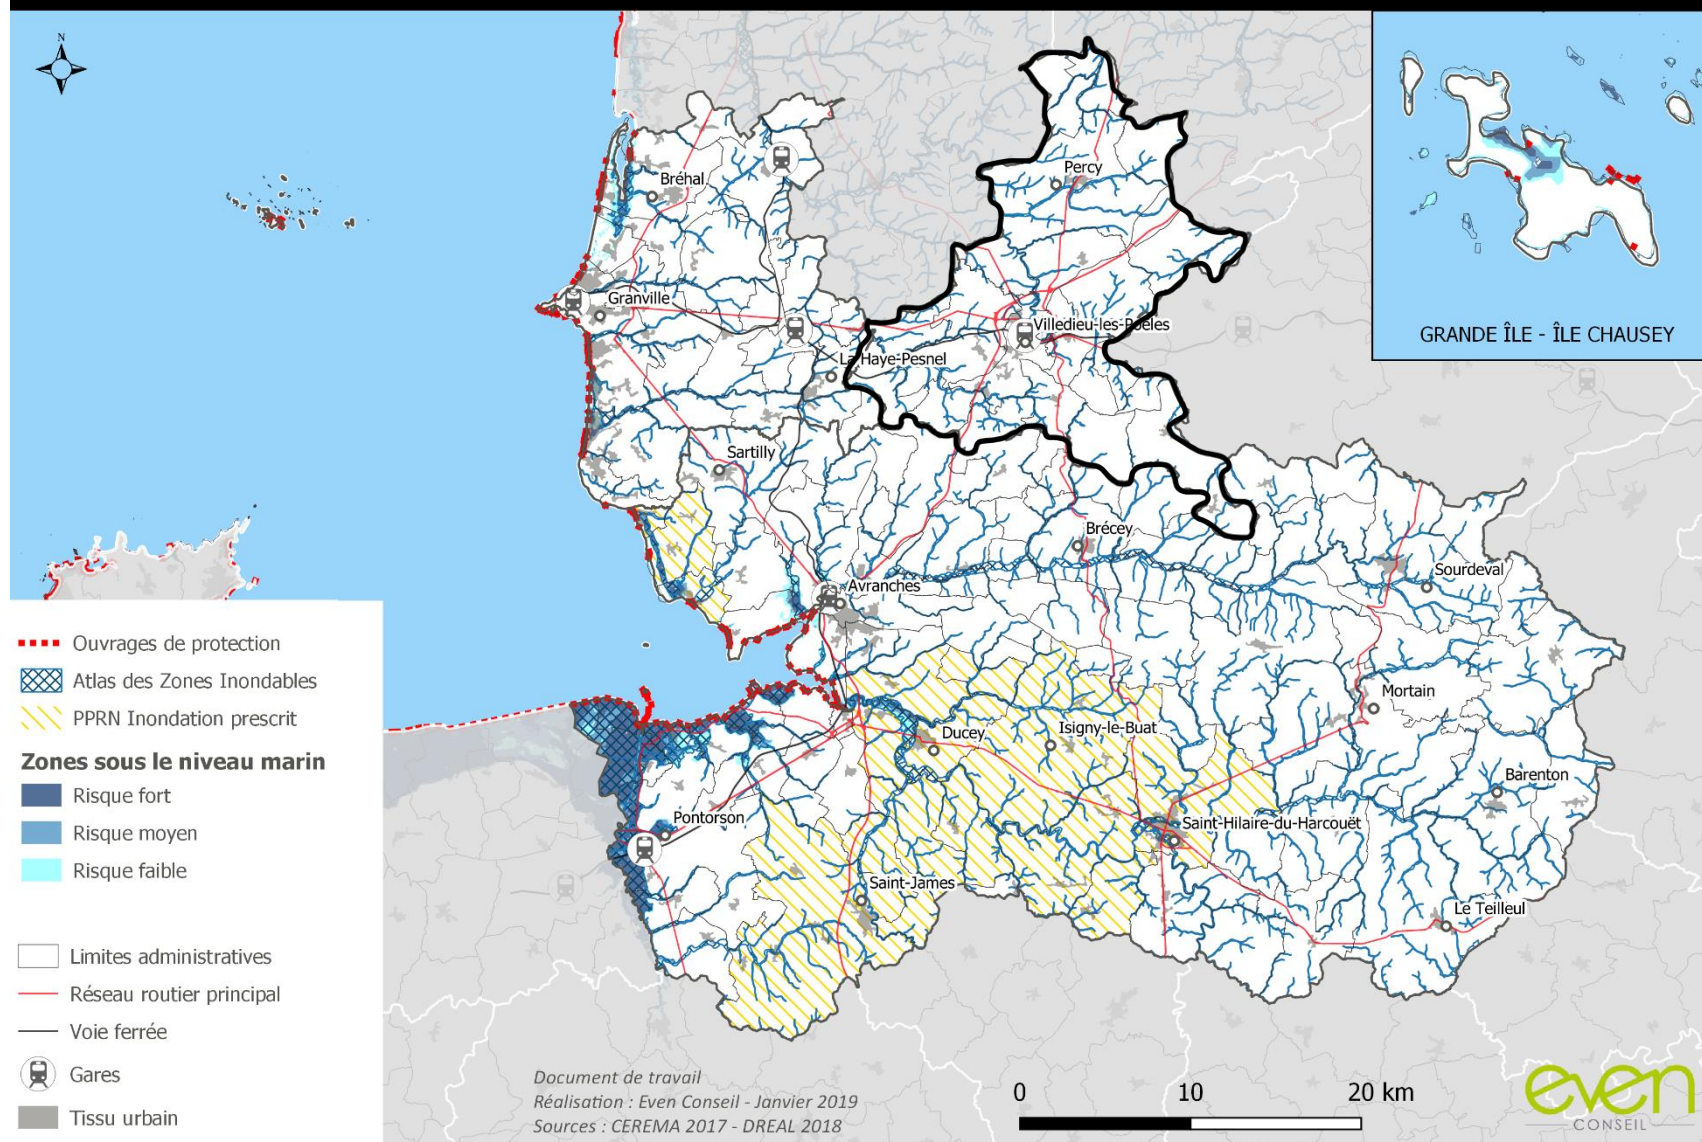 N
Percy
Bréhal
Granville
Villedieu-les-Poeles
La Haye-Pesnel
GRANDE ÎLE - ÎLE CHAUSEY
Sartilly
Brécey
Sourdeval
Avranches
Mortain
Ducey
Isigny-le-Buat
Barenton
Pontorson
Saint-Hilaire-du-Harcouët
Saint-James
Le Teilleul
Ouvrages de protection
Atlas des Zones Inondables
PPRN Inondation prescrit
Zones sous le niveau marin
Risque fort
Risque moyen
Risque faible
Limites administratives
Réseau routier principal
Voie ferrée
Gares
Tissu urbain
Document de travail
Réalisation : Even Conseil - Janvier 2019
Sources : CEREMA 2017 - DREAL 2018
0 10 20 km
even
CONSEIL